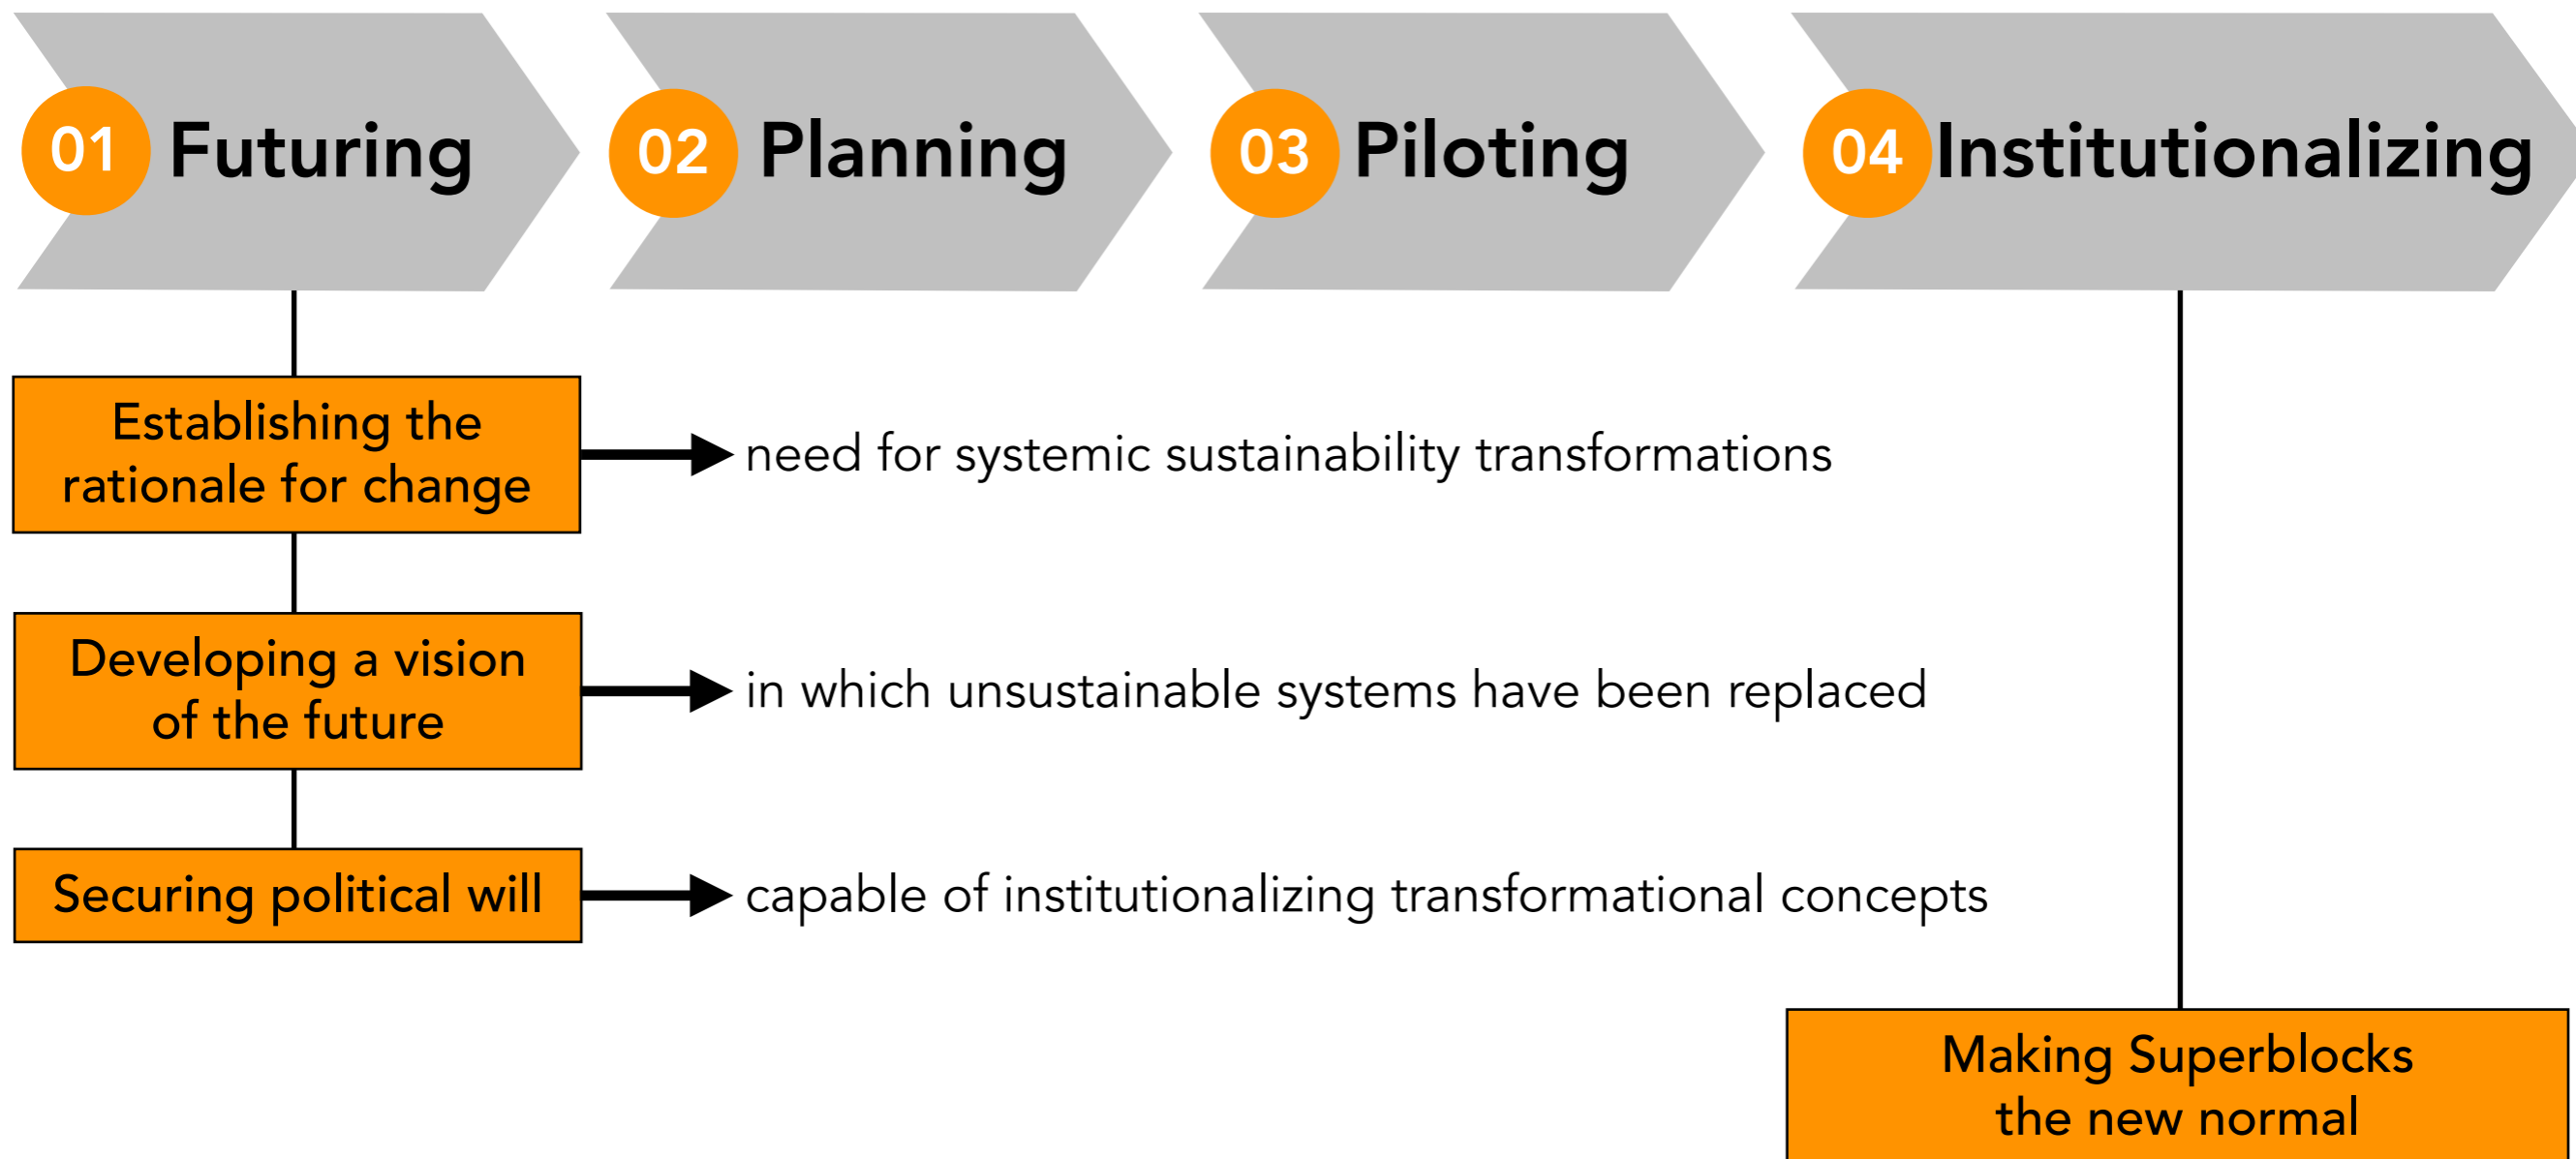 01 Futuring
02 Planning
03 Piloting
04 Institutionalizing
Establishing the
rationale for change
need for systemic sustainability transformations
Developing a vision
of the future
in which unsustainable systems have been replaced
Securing political will
capable of institutionalizing transformational concepts
Making Superblocks
the new normal